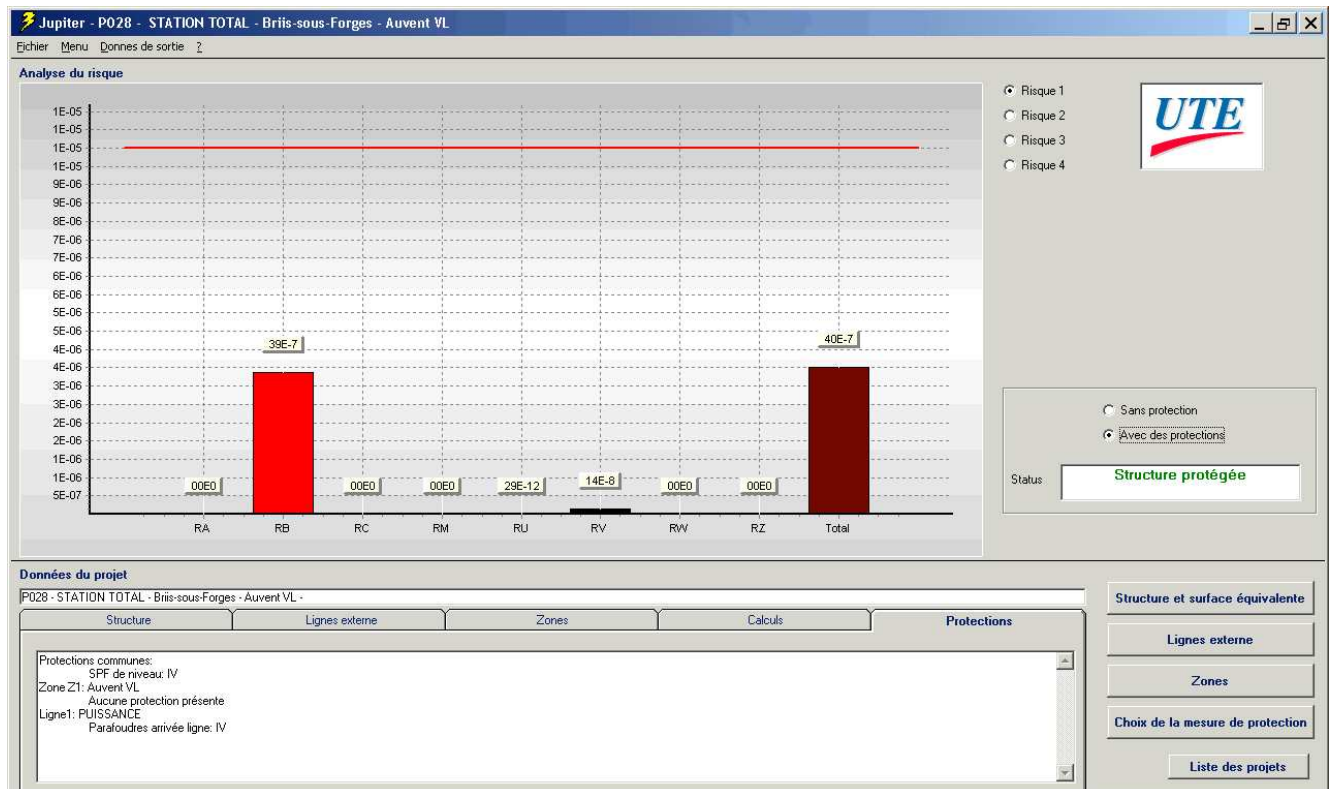 Jupiter - P028 - STATION TOTAL - Briis-sous-Forges - Auvent VL
Fichier Menu Donnes de sortie ?
Analyse du risque
1E-05
1E-05
1E-05
1E-05
9E-06
9E-06
8E-06
7E-06
7E-06
6E-06
6E-06
5E-06
5E-06
4E-06
4E-06
3E-06
3E-06
2E-06
2E-06
1E-06
1E-06
5E-07
00E0
39E-7
00E0
00E0
29E-12
14E-8
00E0
00E0
40E-7
RA RB RC RM RU RV RW RZ Total
Risque 1
Risque 2
Risque 3
Risque 4
UTE
Sans protection
Avec des protections
Status Structure protégée
Données du projet
P028 - STATION TOTAL - Briis-sous-Forges - Auvent VL -
Structure Lignes externe Zones Calculs Protections
Protections communes:
SPF de niveau: IV
Zone Z1: Auvent VL
Aucune protection présente
Ligne1: PUISSANCE
Parafoudres arrivée ligne: IV
Structure et surface équivalente
Lignes externe
Zones
Choix de la mesure de protection
Liste des projets